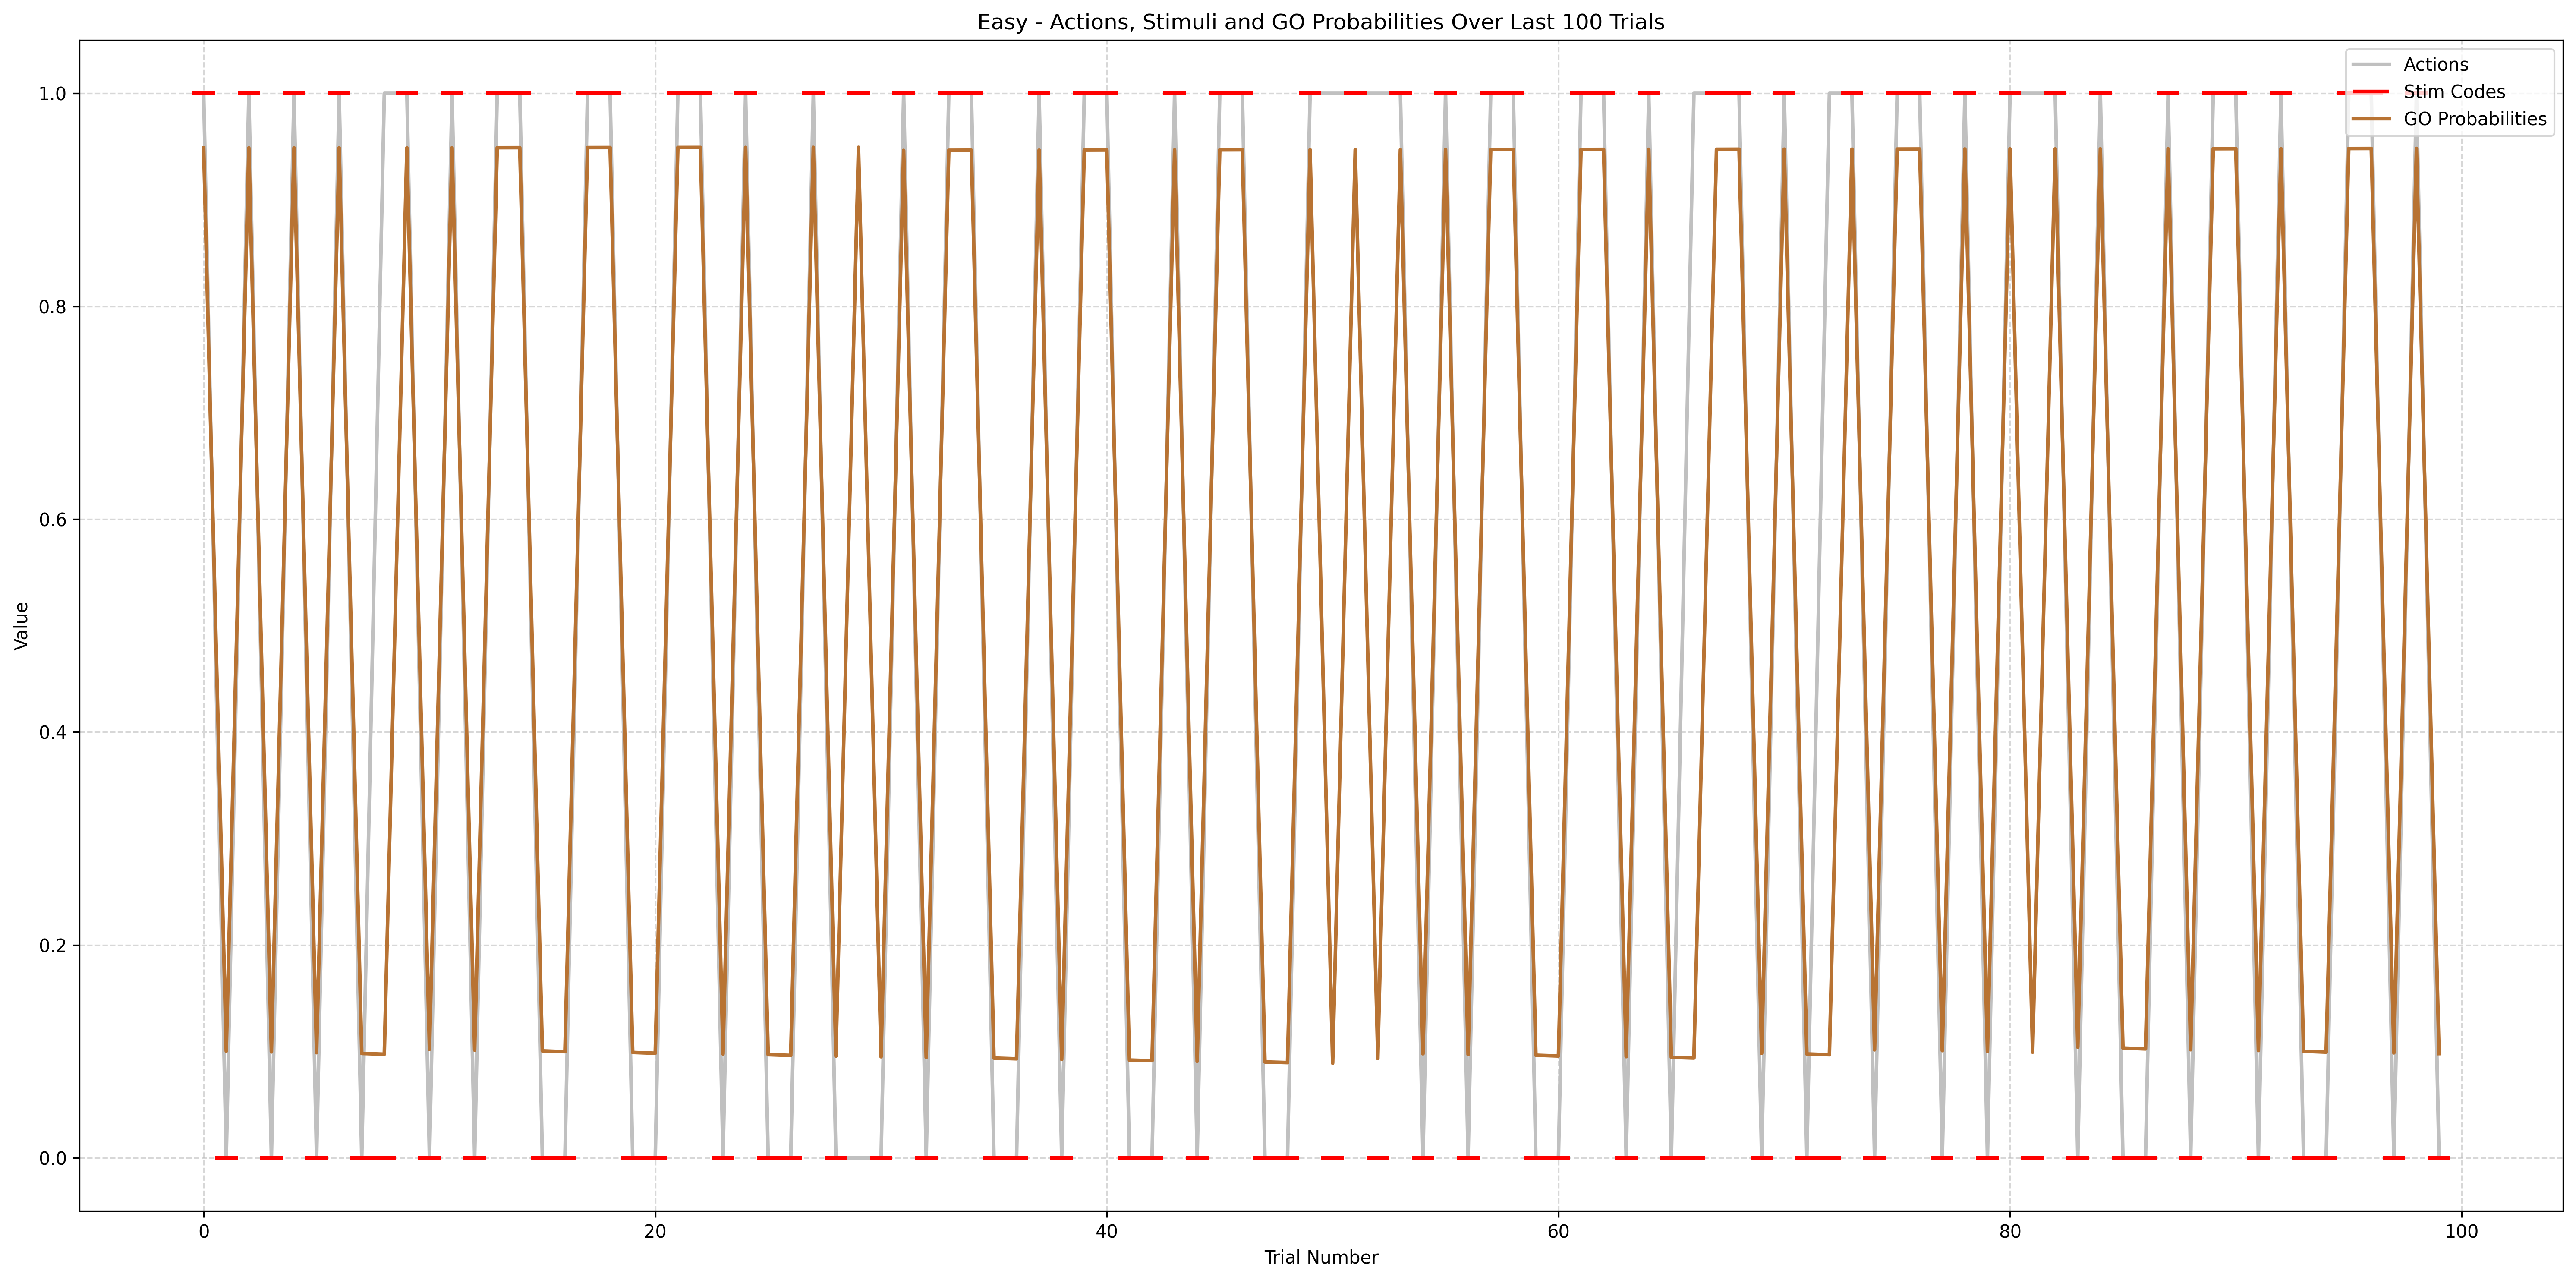 Easy - Actions, Stimuli and GO Probabilities Over Last 100 Trials
Actions
Stim Codes
GO Probabilities
1.0
0.8
0.6
0.4
0.2
0.0
Value
0 20 40 60 80 100
Trial Number